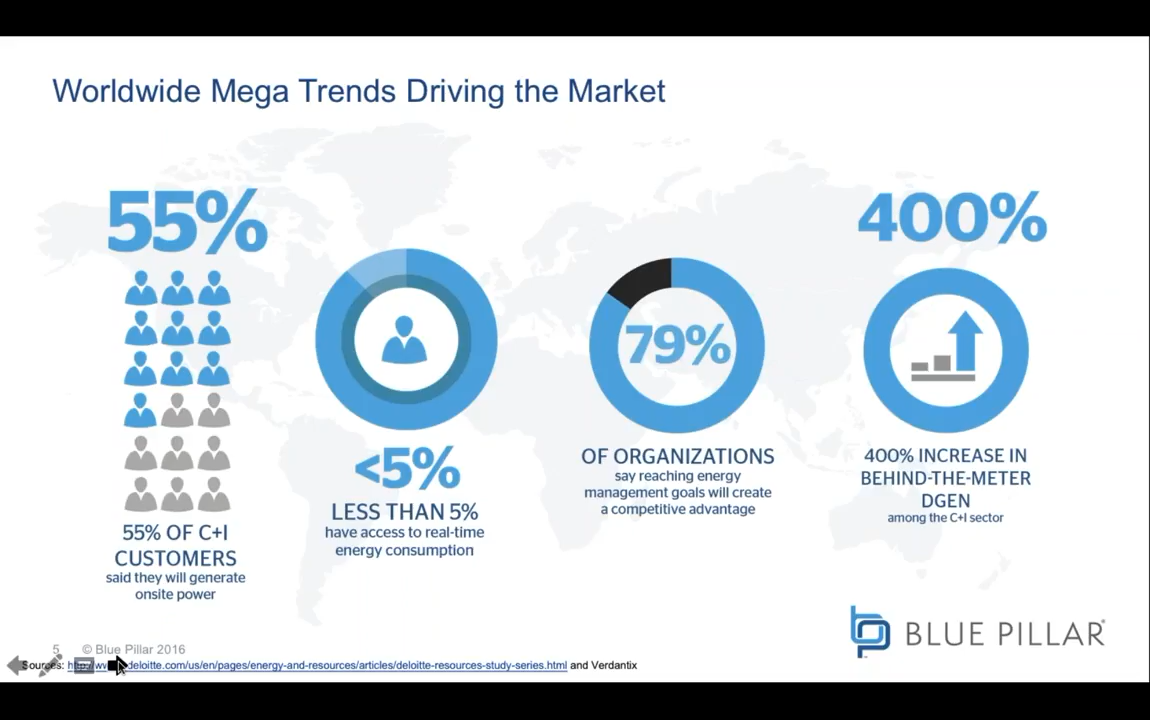 Worldwide Mega Trends Driving the Market
55%
55% OF C+I
CUSTOMERS
said they will generate
onsite power
<5%
LESS THAN 5%
have access to real-time
energy consumption
79%
OF ORGANIZATIONS
say reaching energy
management goals will create
a competitive advantage
400%
400% INCREASE IN
BEHIND-THE-METER
DGEN
among the C+I sector
BLUE PILLAR
5 © Blue Pillar 2016
Sources: deloitte.com/us/en/pages/energy-and-resources/articles/deloitte-resources-study-series.html and Verdantix